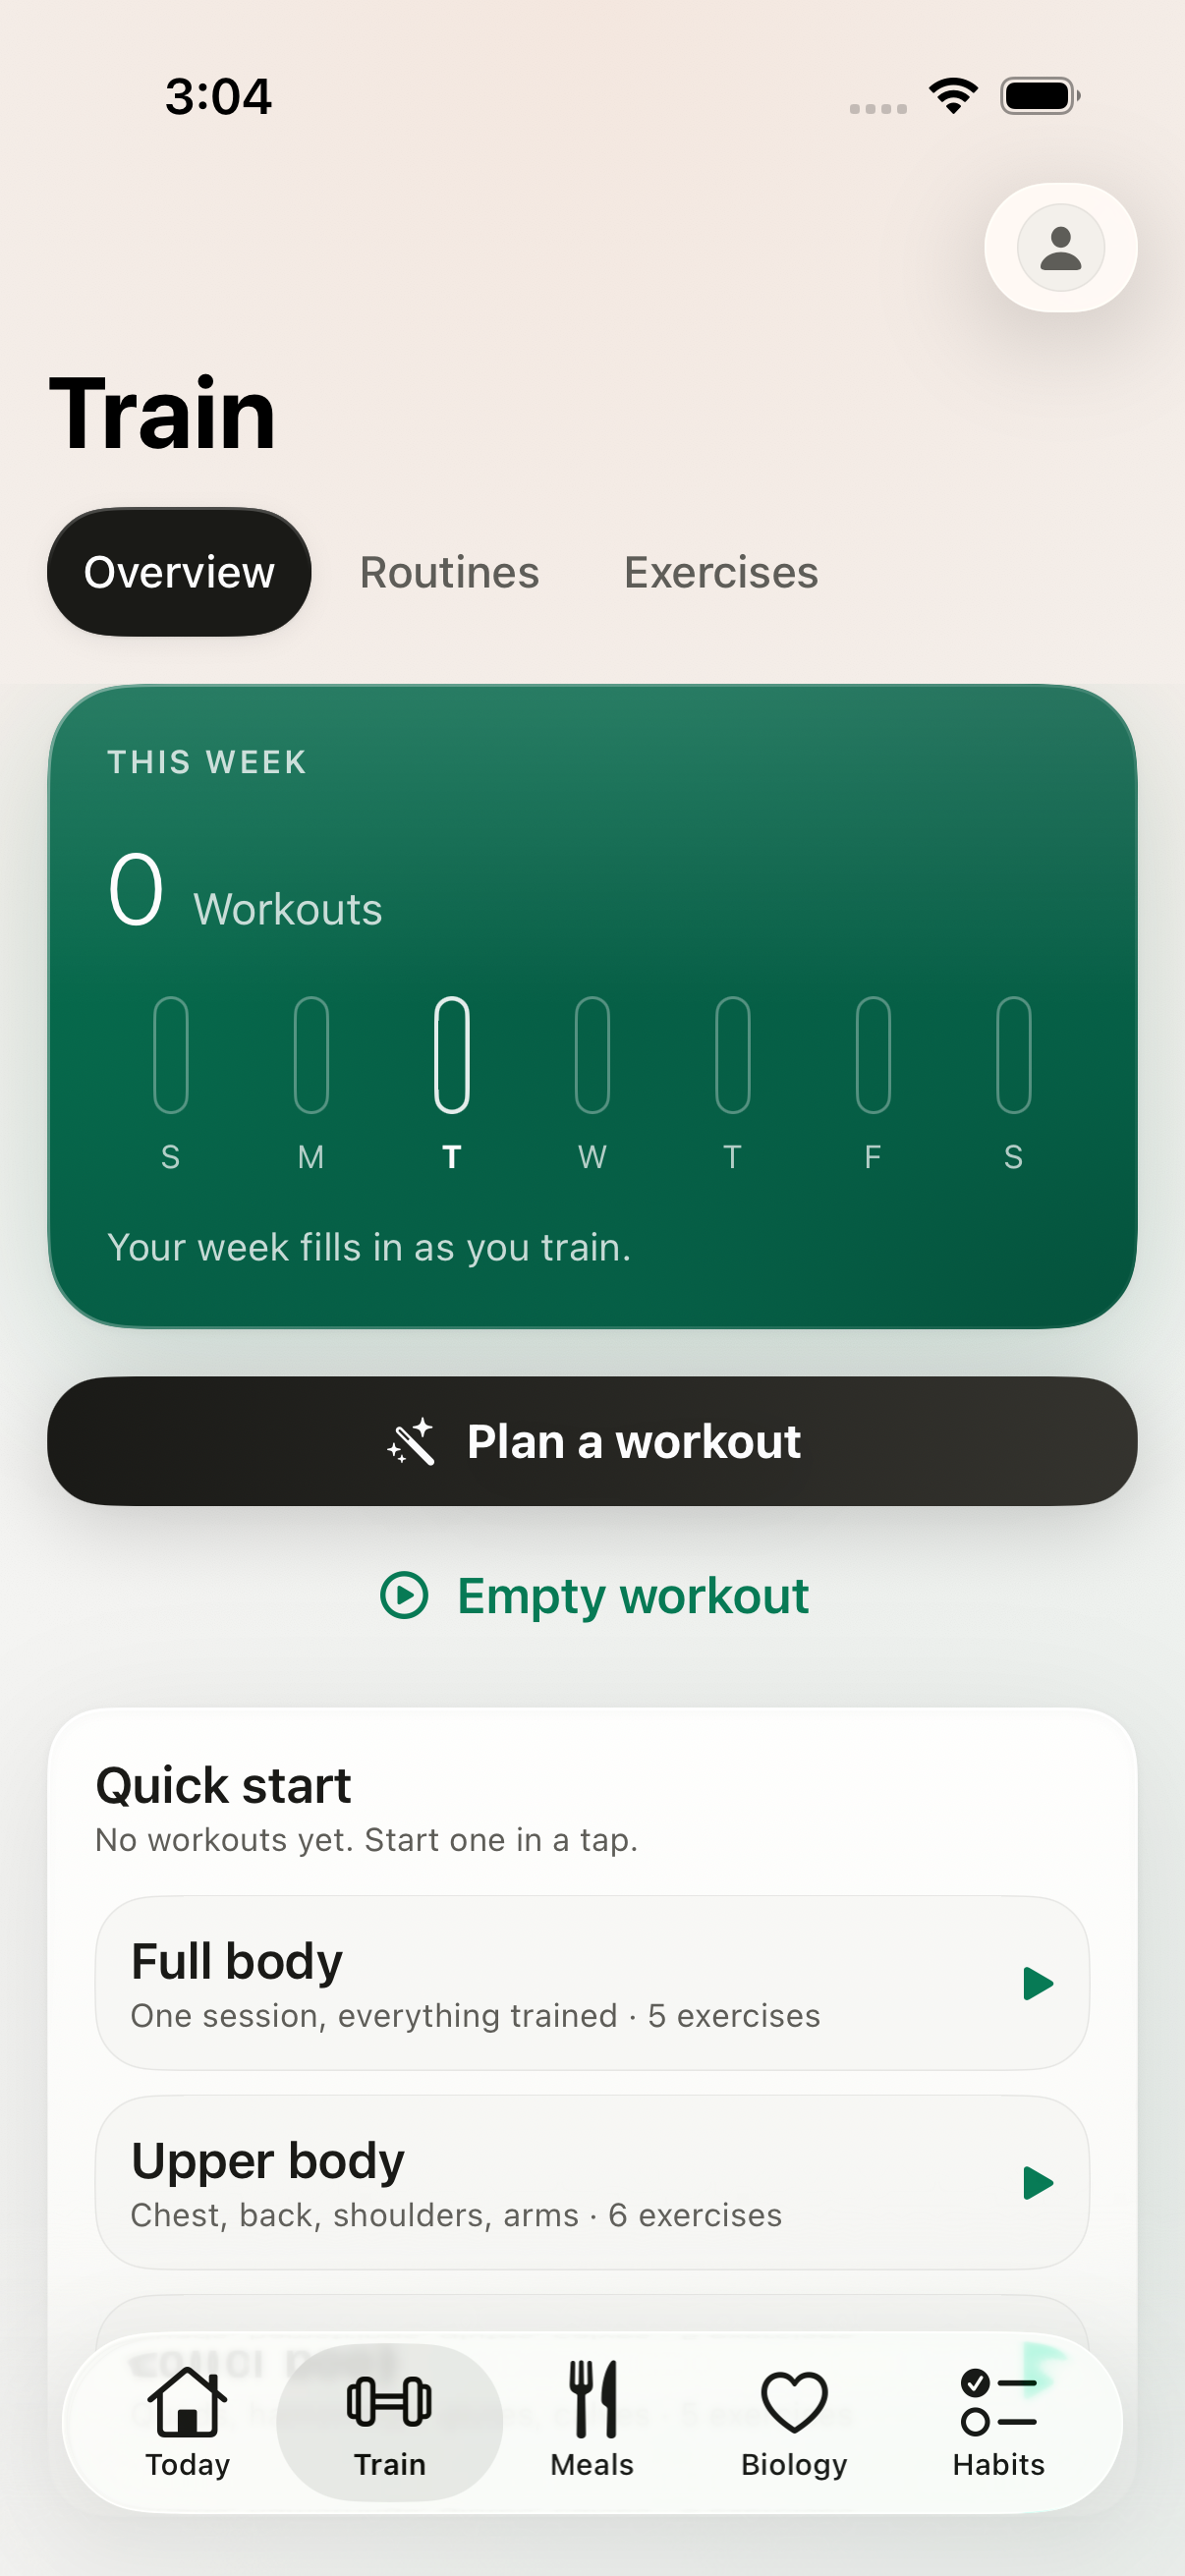 3:04
Train
Overview Routines Exercises
THIS WEEK
0 Workouts
S M T W T F S
Your week fills in as you train.
Plan a workout
Empty workout
Quick start
No workouts yet. Start one in a tap.
Full body
One session, everything trained · 5 exercises
Upper body
Chest, back, shoulders, arms · 6 exercises
Today Train Meals Biology Habits